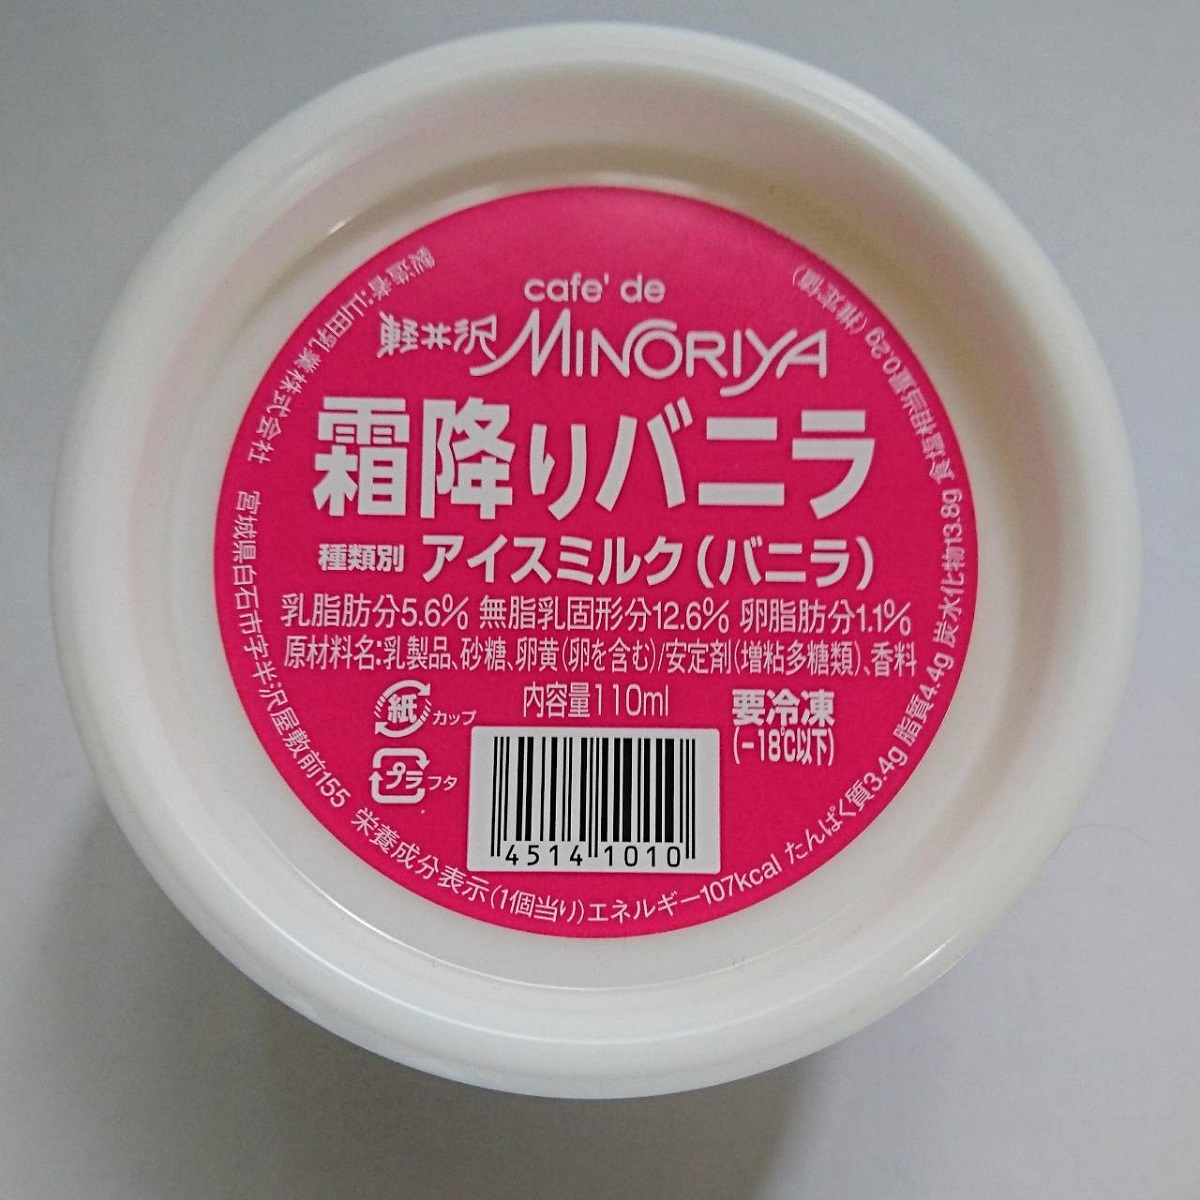 cafe' de
軽井沢MINORIYA
霜降りバニラ
種類別 アイスミルク(バニラ)
乳脂肪分5.6% 無脂乳固形分12.6% 卵脂肪分1.1%
原材料名:乳製品、砂糖、卵黄(卵を含む)/安定剤(増粘多糖類)、香料
内容量110ml
紙 カップ
プラ フタ
要冷凍
(-18℃以下)
4514 1010
製造者:山田乳業株式会社 宮城県白石市字半沢屋敷前155 栄養成分表示(1個当り)エネルギー107kcal たんぱく質3.4g 脂質4.4g 炭水化物13.8g 食塩相当量0.2g(推定値)